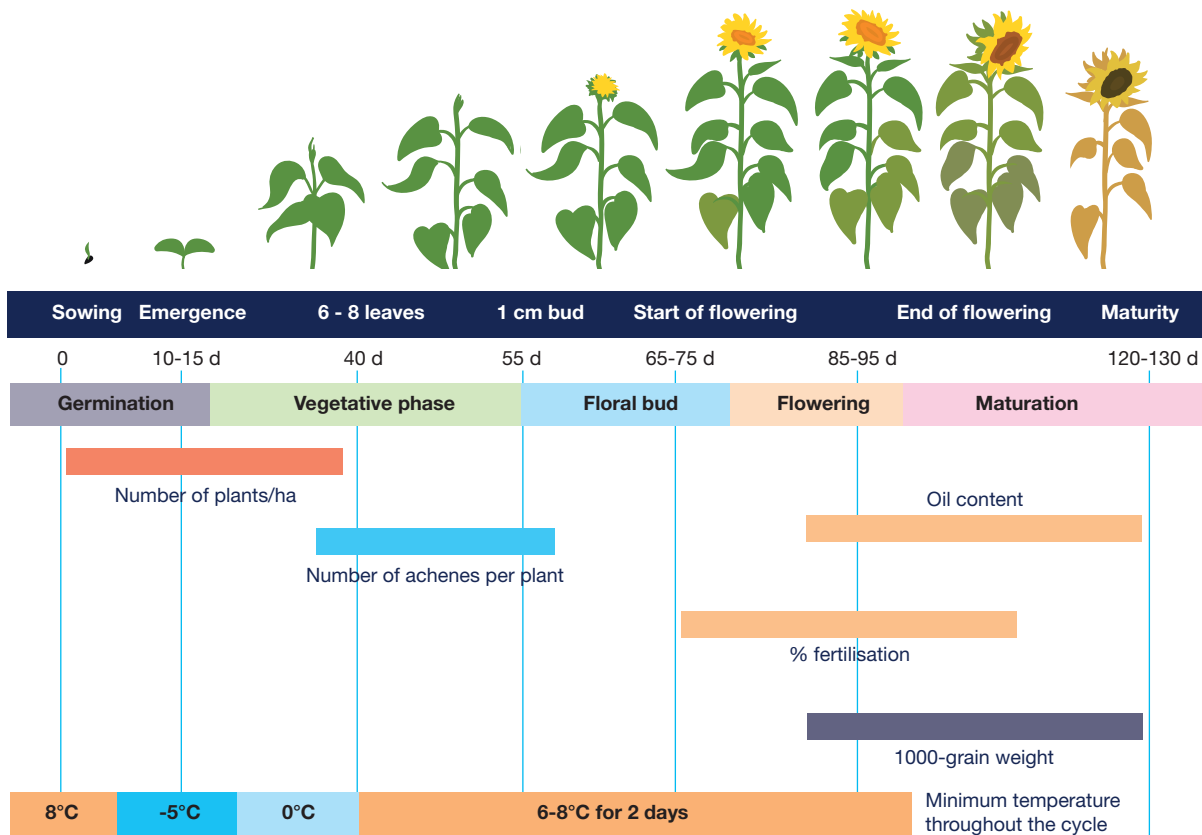 Sowing Emergence 6 - 8 leaves 1 cm bud Start of flowering End of flowering Maturity
0 10-15 d 40 d 55 d 65-75 d 85-95 d 120-130 d
Germination Vegetative phase Floral bud Flowering Maturation
Number of plants/ha
Oil content
Number of achenes per plant
% fertilisation
1000-grain weight
8°C -5°C 0°C 6-8°C for 2 days Minimum temperature
throughout the cycle